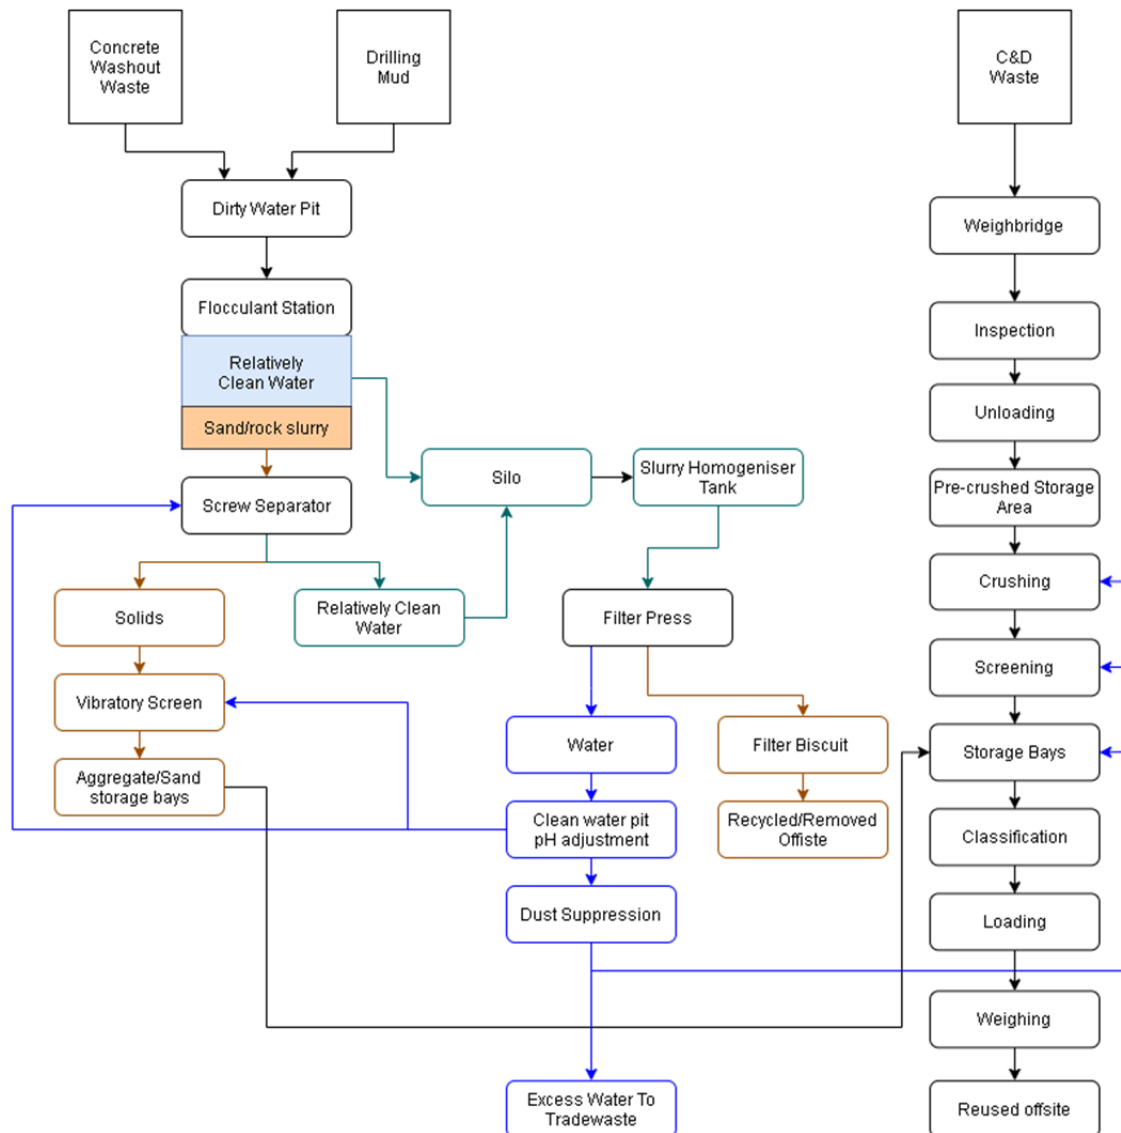 Concrete
Washout
Waste
Drilling
Mud
C&D
Waste
Dirty Water Pit
Weighbridge
Flocculant Station
Inspection
Relatively
Clean Water
Unloading
Sand/rock slurry
Silo
Slurry Homogeniser
Tank
Pre-crushed Storage
Area
Screw Separator
Crushing
Solids
Relatively Clean
Water
Filter Press
Screening
Vibratory Screen
Water
Filter Biscuit
Storage Bays
Aggregate/Sand
storage bays
Clean water pit
pH adjustment
Recycled/Removed
Offiste
Classification
Dust Suppression
Loading
Weighing
Excess Water To
Tradewaste
Reused offsite